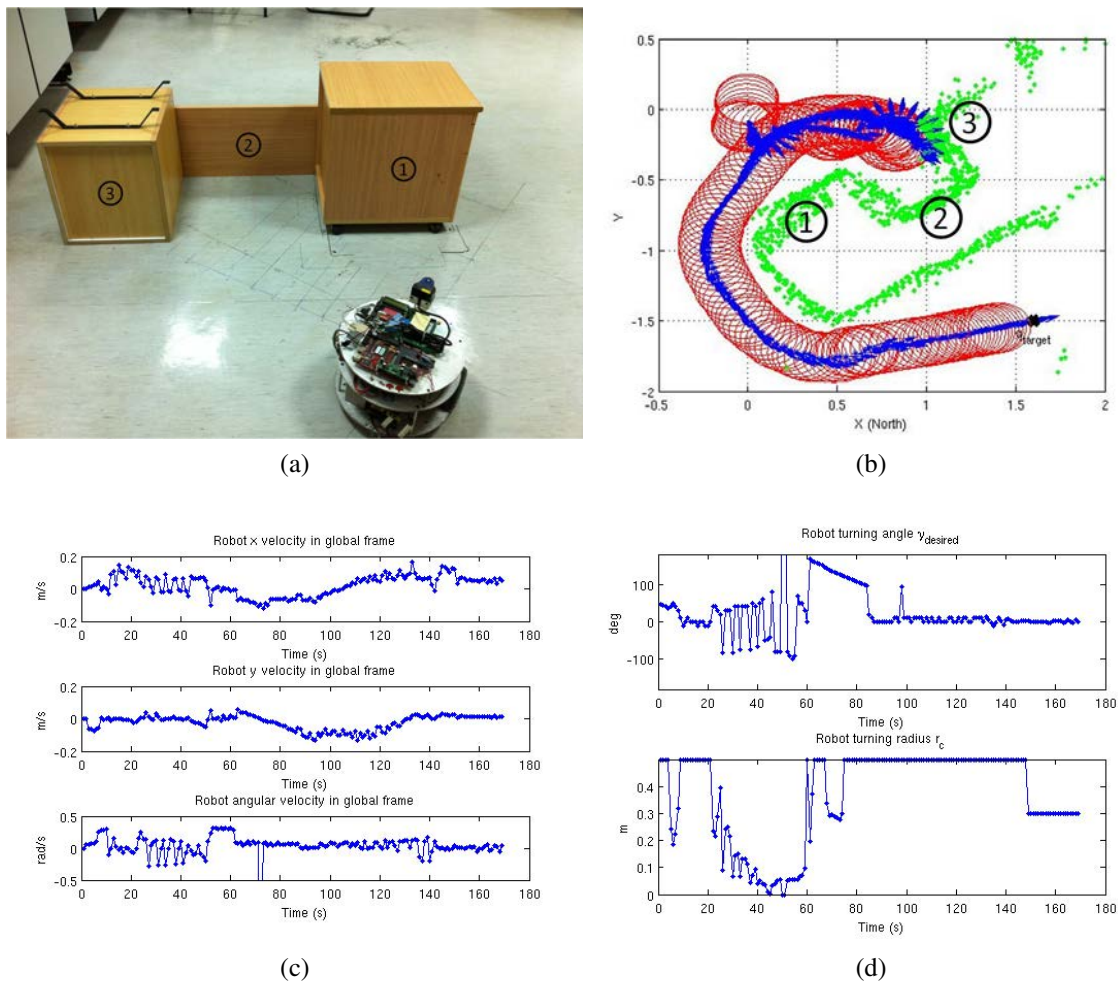 ③
②
①
(a)
0.5
0
-0.5
-1
-1.5
-2
Y
-0.5
0
0.5
1
1.5
2
X (North)
①
②
③
target
(b)
Robot x velocity in global frame
0.2
0
-0.2
m/s
0 20 40 60 80 100 120 140 160 180
Time (s)
Robot y velocity in global frame
0.2
0
-0.2
m/s
0 20 40 60 80 100 120 140 160 180
Time (s)
Robot angular velocity in global frame
0.5
0
-0.5
rad/s
0 20 40 60 80 100 120 140 160 180
Time (s)
(c)
Robot turning angle γdesired
100
0
-100
deg
0 20 40 60 80 100 120 140 160 180
Time (s)
Robot turning radius rc
0.4
0.3
0.2
0.1
0
m
0 20 40 60 80 100 120 140 160 180
Time (s)
(d)